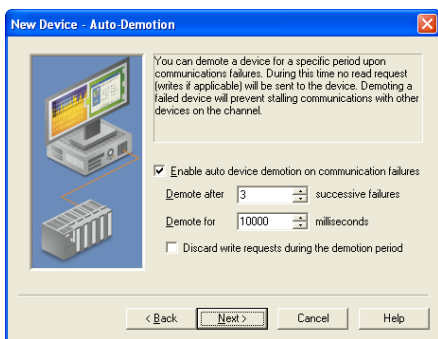 New Device - Auto-Demotion
You can demote a device for a specific period upon
communications failures. During this time no read request
(writes if applicable) will be sent to the device. Demoting a
failed device will prevent stalling communications with other
devices on the channel.
Enable auto device demotion on communication failures
Demote after 3 successive failures
Demote for 10000 milliseconds
Discard write requests during the demotion period
< Back Next > Cancel Help